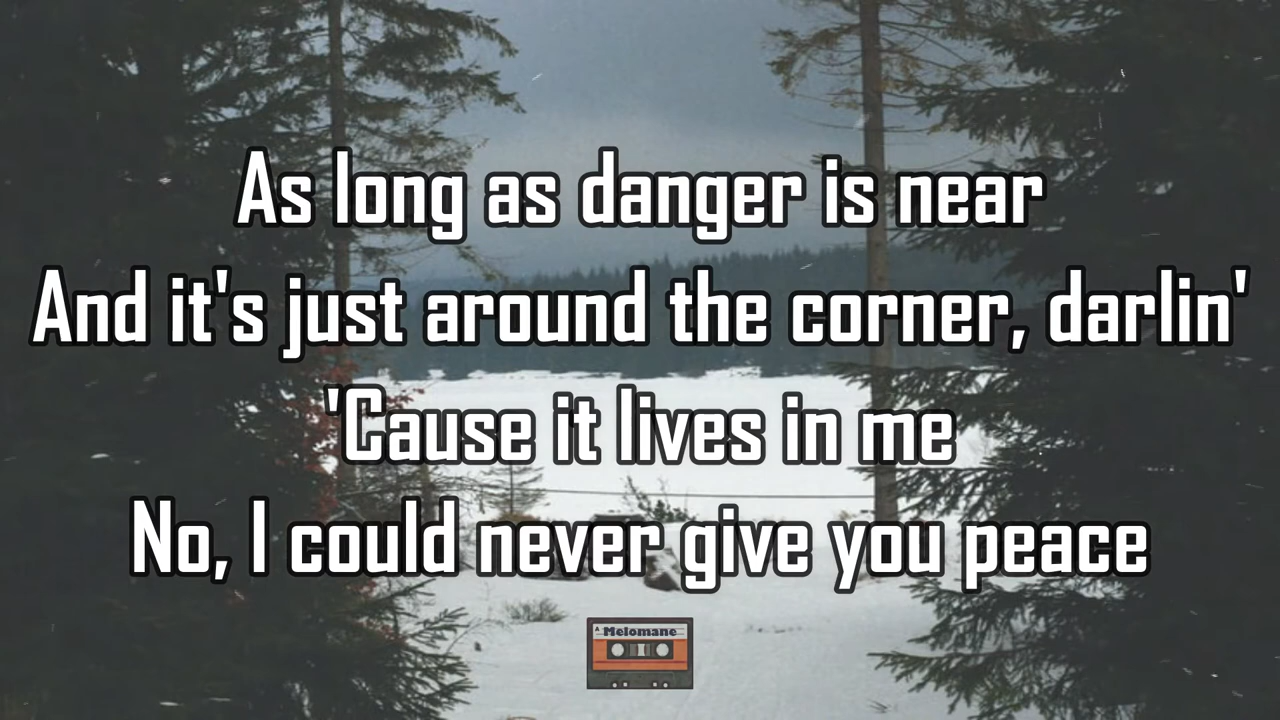 As long as danger is near
And it's just around the corner, darlin'
'Cause it lives in me
No, I could never give you peace
A Melomane